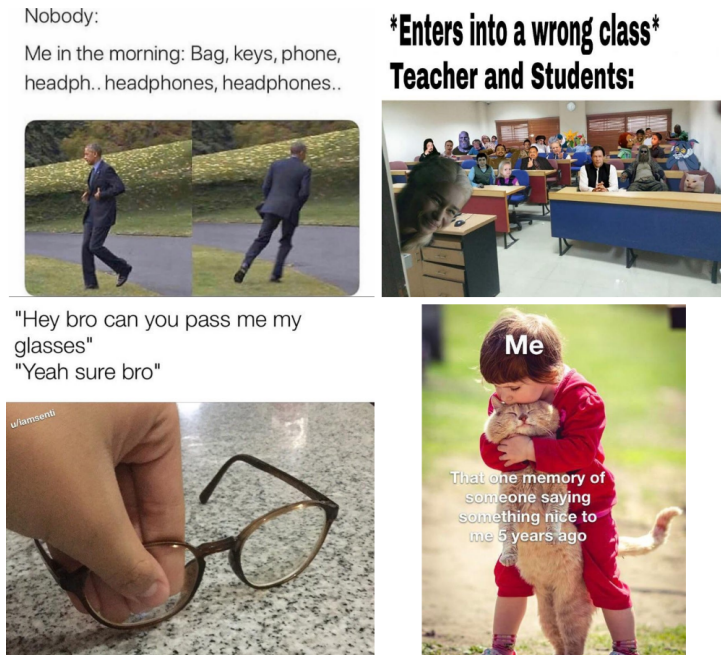 Nobody:
Me in the morning: Bag, keys, phone,
headph.. headphones, headphones..
*Enters into a wrong class*
Teacher and Students:
"Hey bro can you pass me my
glasses"
"Yeah sure bro"
u/iamsenti
Me
That one memory of
someone saying
something nice to
me 5 years ago